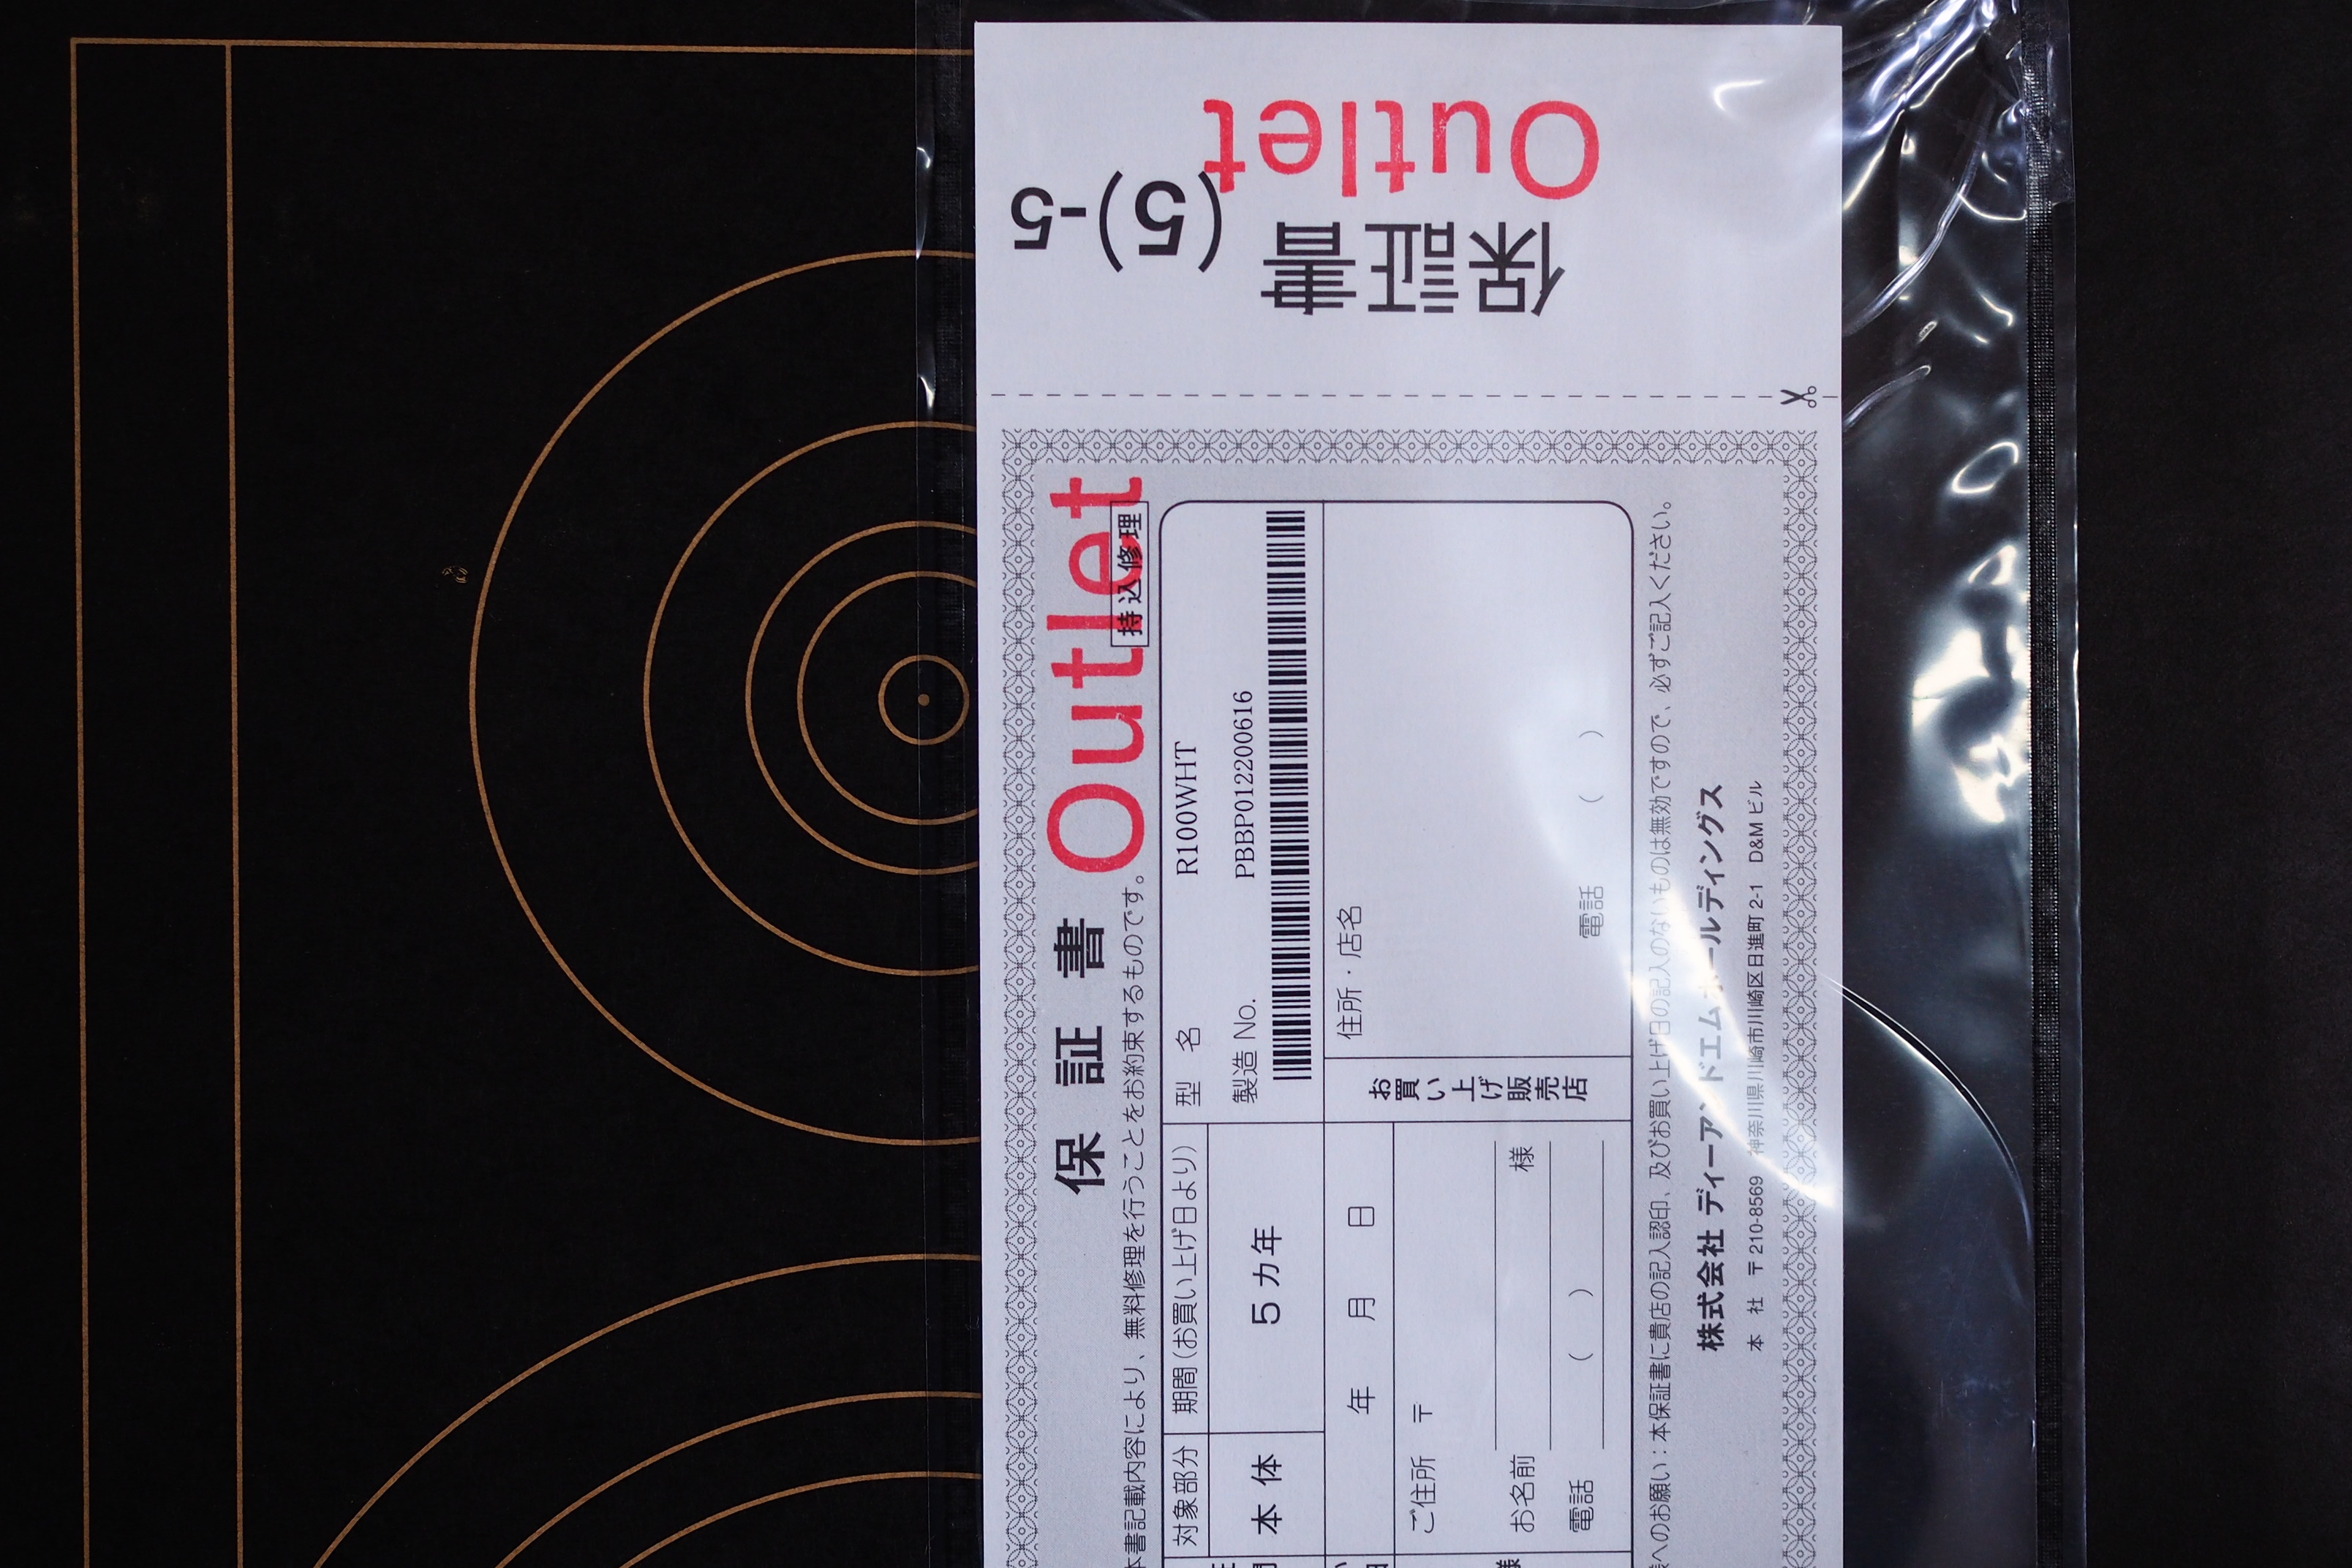 Outlet
保証書(5)-5
保証書 Outlet
本書記載内容により、無料修理を行うことをお約束するものです。
持込修理
対象部分 期間(お買い上げ日より)
本体 5カ年
型名 R100WHT
製造 No. PBBP012200616
年 月 日
お買い上げ販売店
住所・店名
電話 ( )
ご住所 〒
お名前 様
電話 ( )
へのお願い:本保証書に貴店の記入認印、及びお買い上げ日の記入のないものは無効ですので、必ずご記入ください。
株式会社 ディーアンドエムホールディングス
本社 〒210-8569 神奈川県川崎市川崎区日進町 2-1 D&Mビル